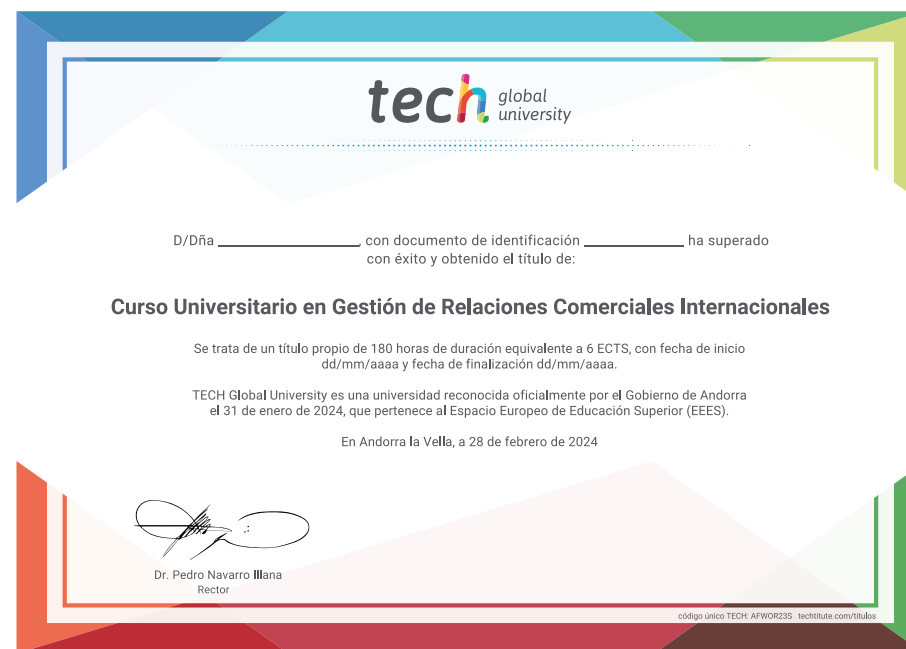 tech global university
D/Dña ____________________, con documento de identificación ______________ ha superado
con éxito y obtenido el título de:
Curso Universitario en Gestión de Relaciones Comerciales Internacionales
Se trata de un título propio de 180 horas de duración equivalente a 6 ECTS, con fecha de inicio
dd/mm/aaaa y fecha de finalización dd/mm/aaaa.
TECH Global University es una universidad reconocida oficialmente por el Gobierno de Andorra
el 31 de enero de 2024, que pertenece al Espacio Europeo de Educación Superior (EEES).
En Andorra la Vella, a 28 de febrero de 2024
Dr. Pedro Navarro Illana
Rector
código único TECH: AFWOR23S techtitute.com/titulos